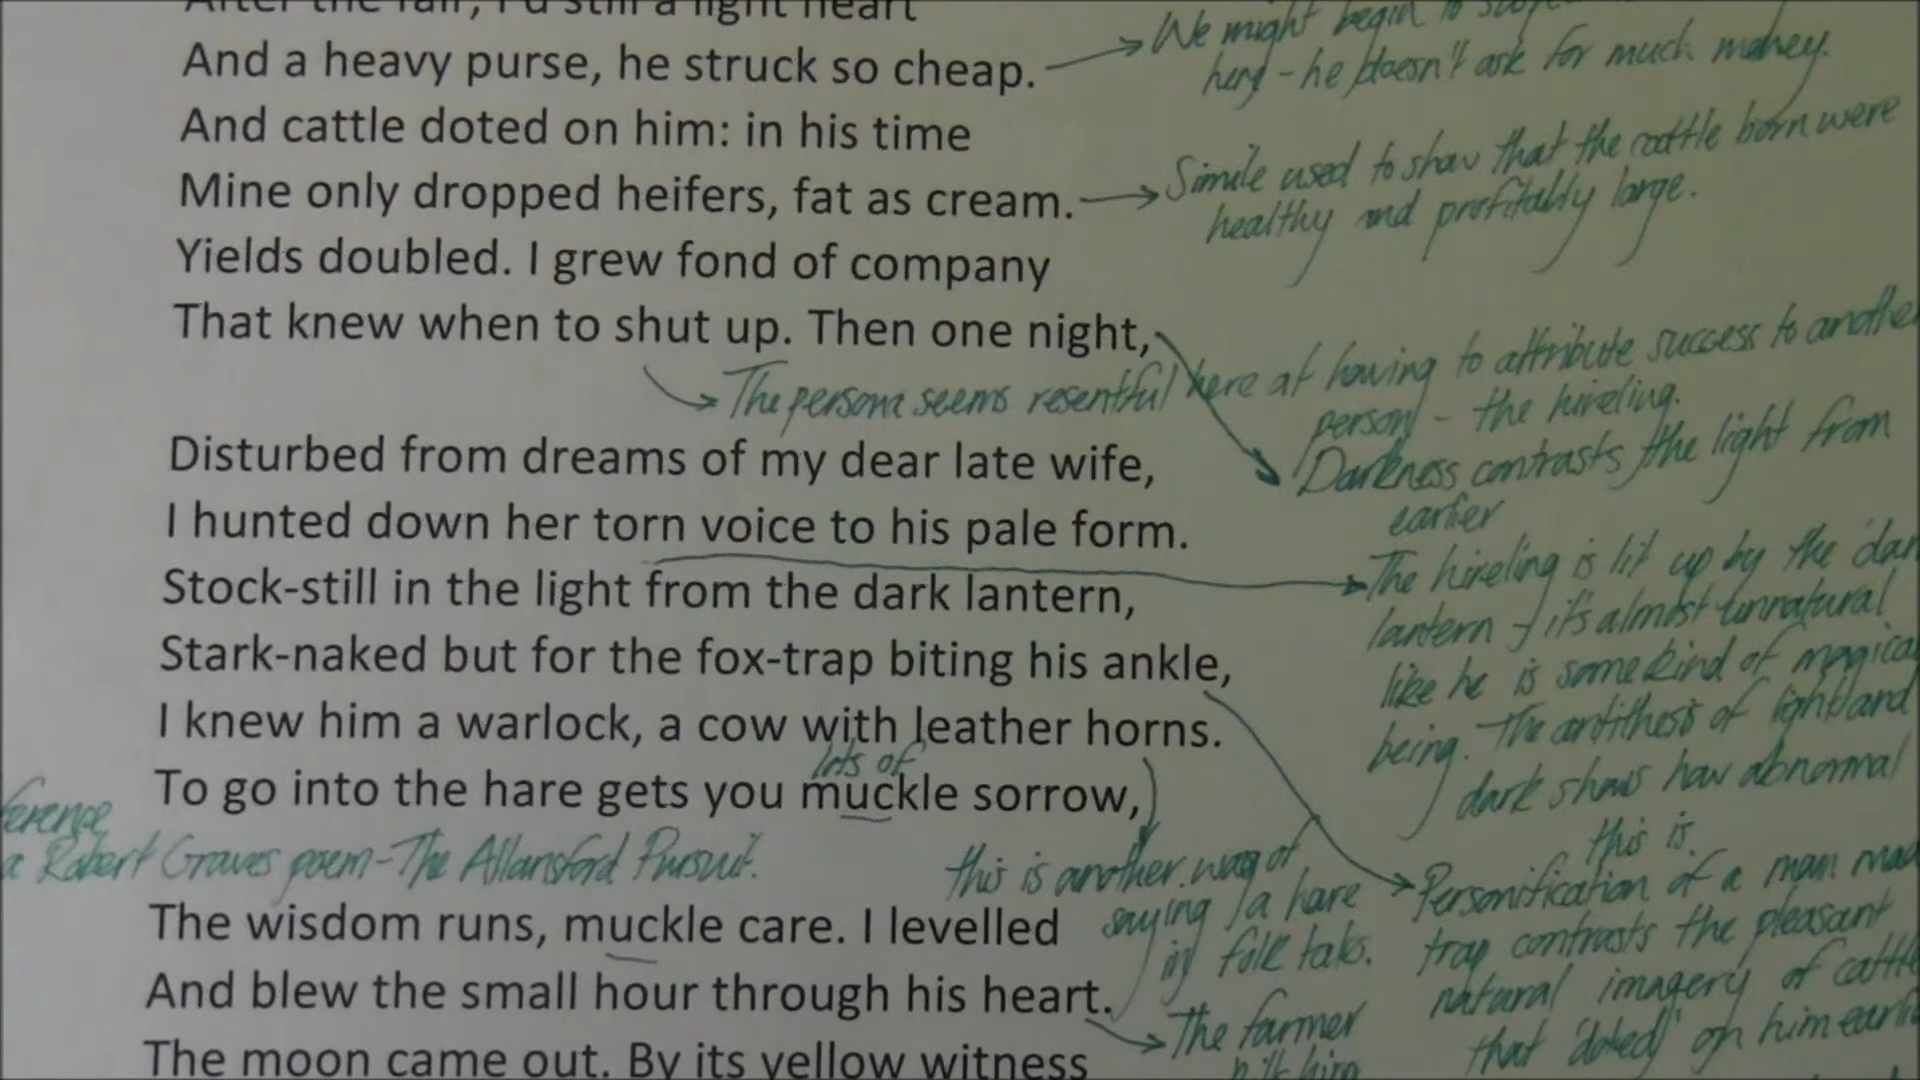 After the fair, I'd still a light heart
And a heavy purse, he struck so cheap.
And cattle doted on him: in his time
Mine only dropped heifers, fat as cream.
Yields doubled. I grew fond of company
That knew when to shut up. Then one night,
Disturbed from dreams of my dear late wife,
I hunted down her torn voice to his pale form.
Stock-still in the light from the dark lantern,
Stark-naked but for the fox-trap biting his ankle,
I knew him a warlock, a cow with leather horns.
lots of
To go into the hare gets you muckle sorrow,
a Robert Graves poem - The Allansford Pursuit.
The wisdom runs, muckle care. I levelled
And blew the small hour through his heart.
The moon came out. By its yellow witness
We might begin to
here - he doesn't ask for much money.
Simile used to show that the cattle born were
healthy and profitably large.
The persona seems resentful here at having to attribute success to another
person - the hireling.
Darkness contrasts the light from
earlier
The hireling is lit up by the
lantern - it's almost unnatural
like he is some kind of magical
being. The antithesis of light and
dark shows how abnormal
this is.
this is another way of
saying a hare
in folk tales.
Personification of a man
trap contrasts the pleasant
natural imagery of cattle
that 'doted' on him
The farmer